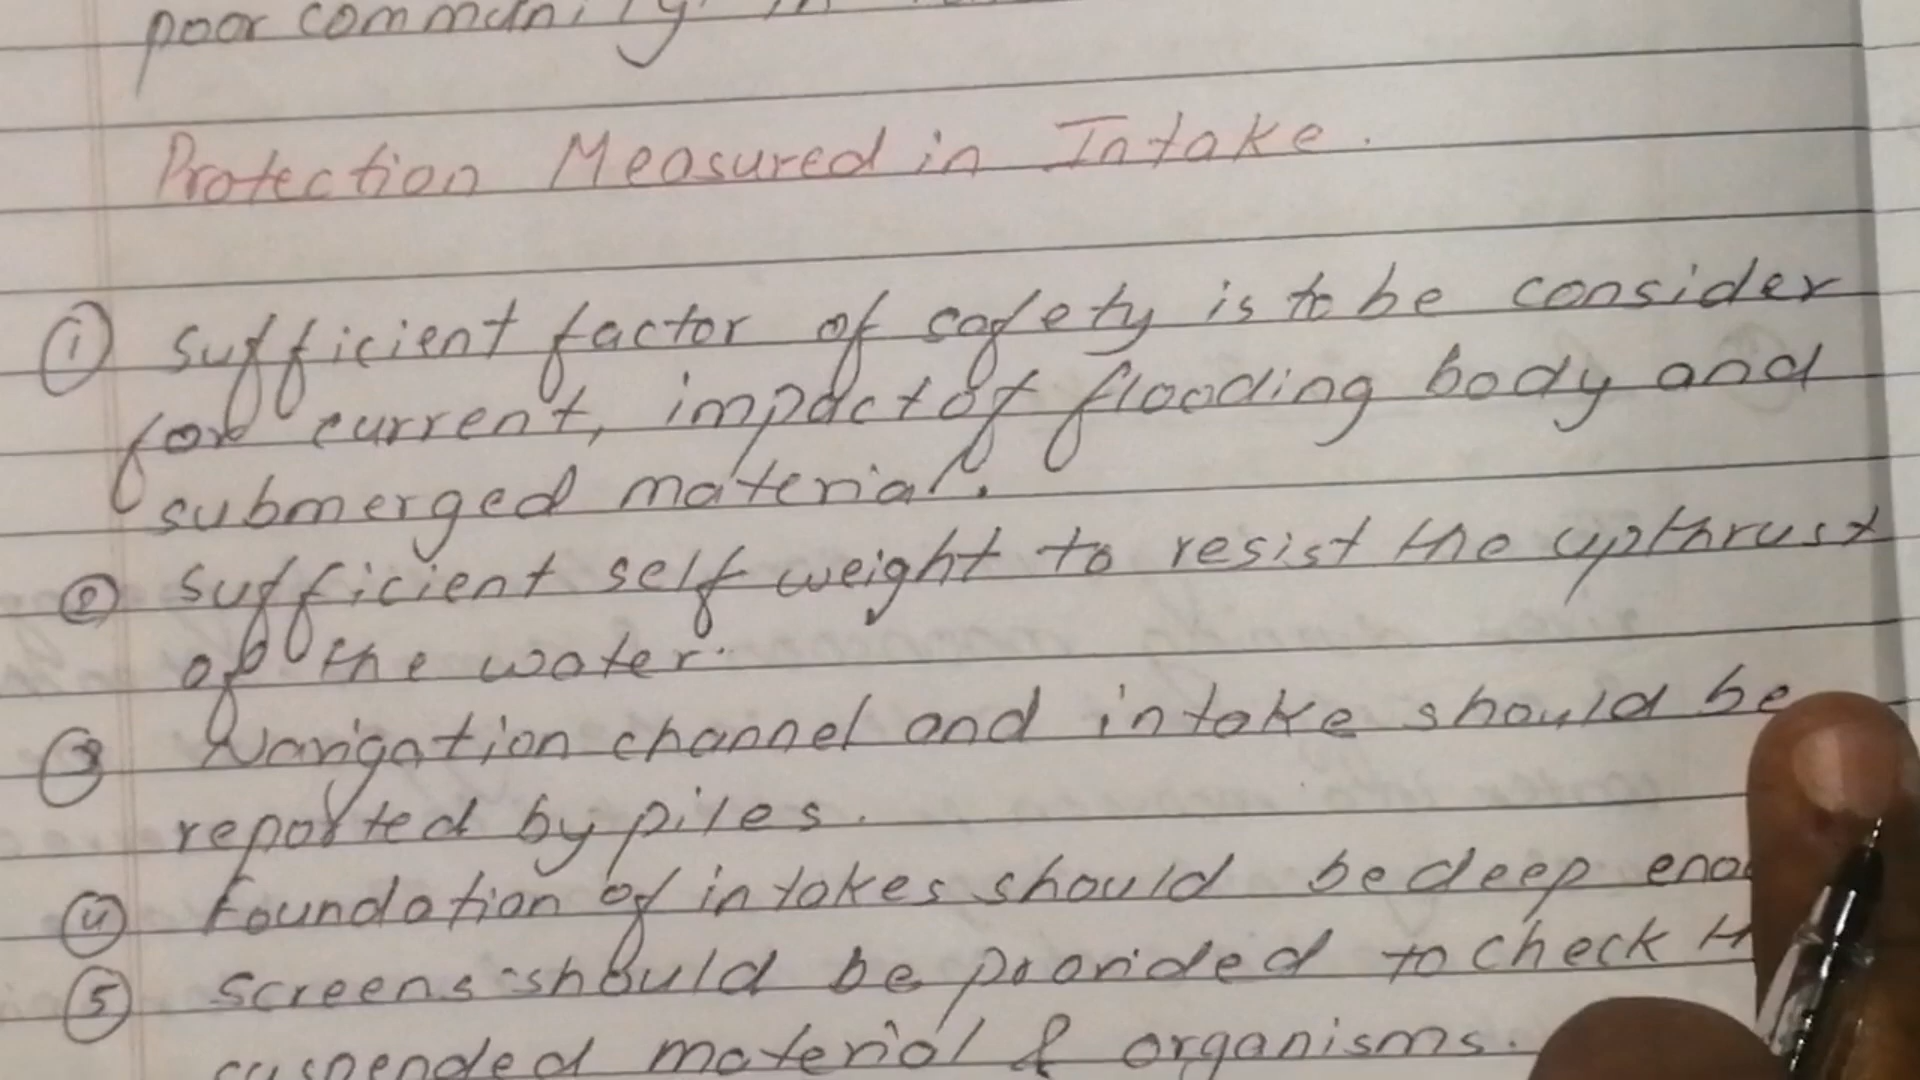 poor community. in
Protection Measured in Intake.
① sufficient factor of safety is to be consider
for current, impact of flooding body and
submerged material.
② sufficient self weight to resist the upthrust
of the water.
③ Navigation channel and intake should be
reported by piles.
④ Foundation of intakes should be deep eno
⑤ screens should be provided to check
suspended material & organisms.